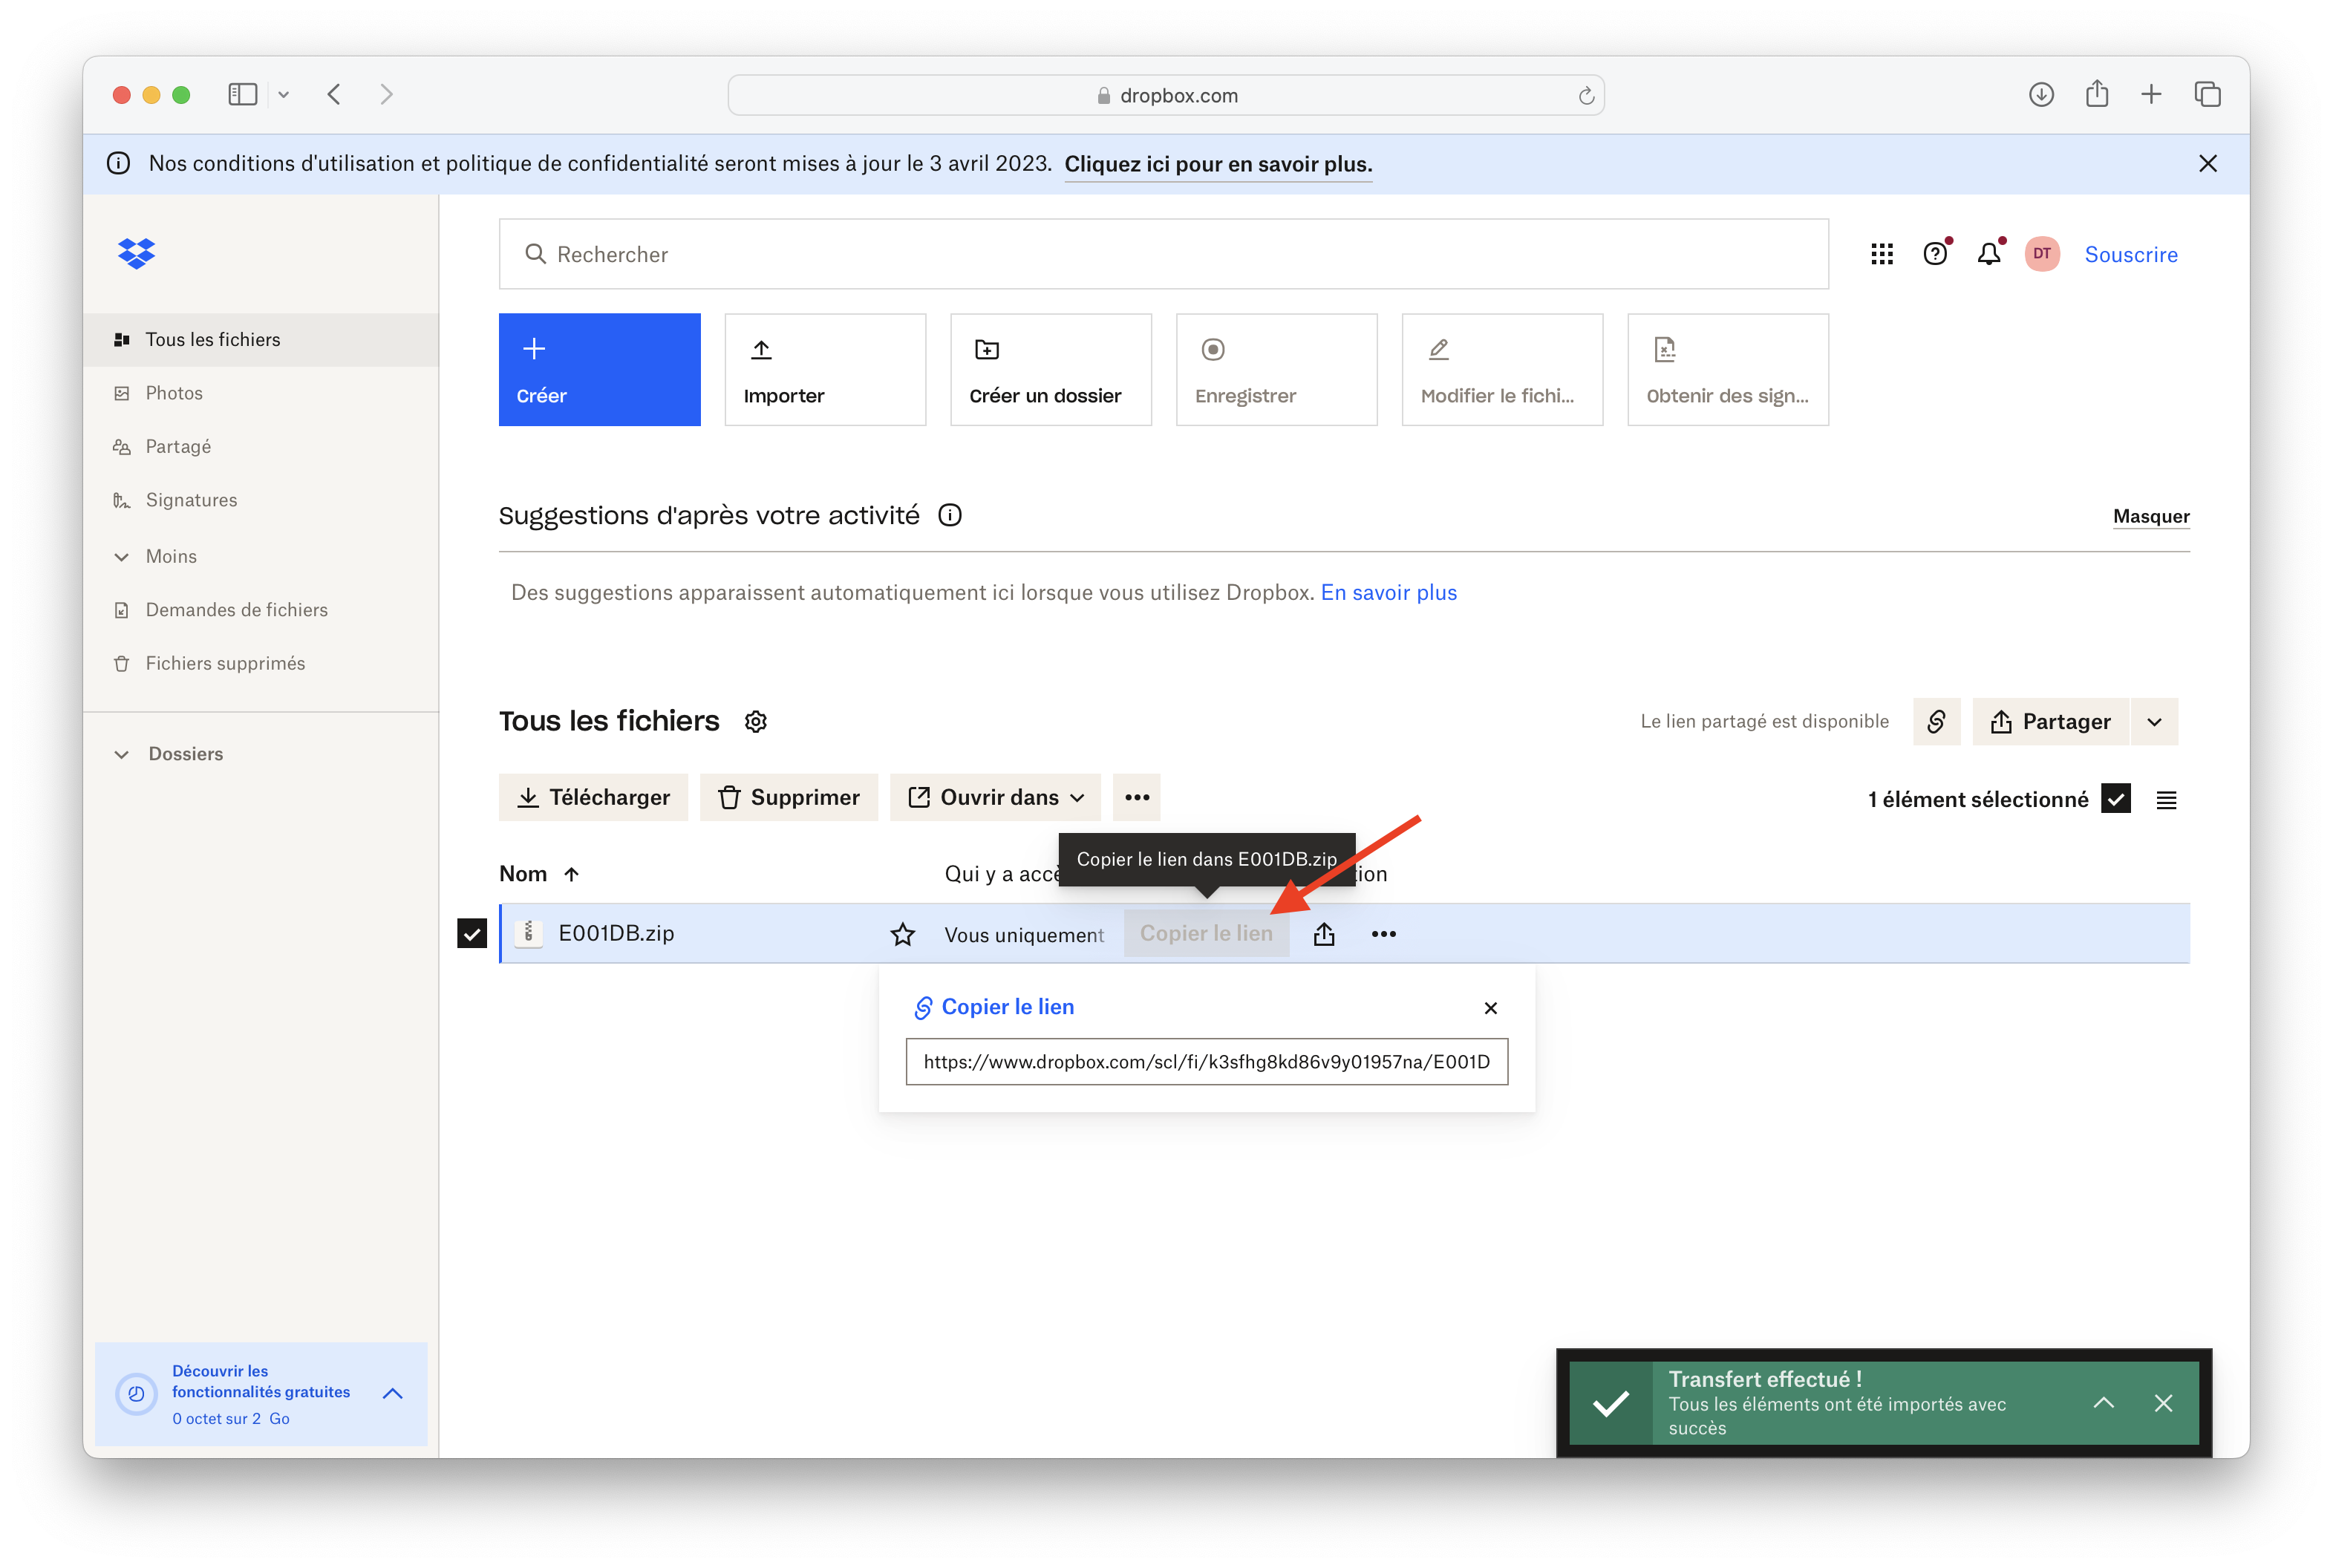 dropbox.com
Nos conditions d'utilisation et politique de confidentialité seront mises à jour le 3 avril 2023. Cliquez ici pour en savoir plus.
Rechercher
DT
Souscrire
Tous les fichiers
Photos
Partagé
Signatures
Moins
Demandes de fichiers
Fichiers supprimés
Dossiers
Créer
Importer
Créer un dossier
Enregistrer
Modifier le fichi...
Obtenir des sign...
Suggestions d'après votre activité
Masquer
Des suggestions apparaissent automatiquement ici lorsque vous utilisez Dropbox. En savoir plus
Tous les fichiers
Le lien partagé est disponible
Partager
Télécharger
Supprimer
Ouvrir dans
1 élément sélectionné
Copier le lien dans E001DB.zip
Nom
Qui y a accè
ion
E001DB.zip
Vous uniquement
Copier le lien
Copier le lien
https://www.dropbox.com/scl/fi/k3sfhg8kd86v9y01957na/E001D
Découvrir les
fonctionnalités gratuites
0 octet sur 2 Go
Transfert effectué !
Tous les éléments ont été importés avec
succès